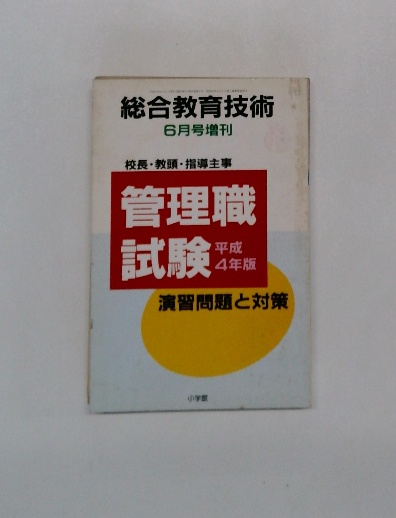 総合教育技術
6月号増刊
校長・教頭・指導主事
管理職
試験
平成
4年版
演習問題と対策
小学館